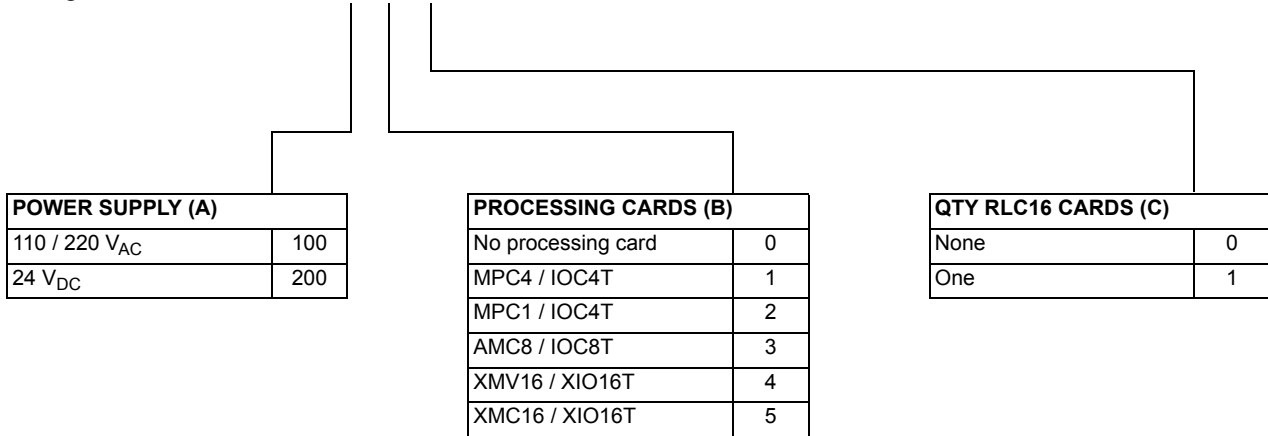 POWER SUPPLY (A)
110 / 220 VAC 100
24 VDC 200
PROCESSING CARDS (B)
No processing card 0
MPC4 / IOC4T 1
MPC1 / IOC4T 2
AMC8 / IOC8T 3
XMV16 / XIO16T 4
XMC16 / XIO16T 5
QTY RLC16 CARDS (C)
None 0
One 1